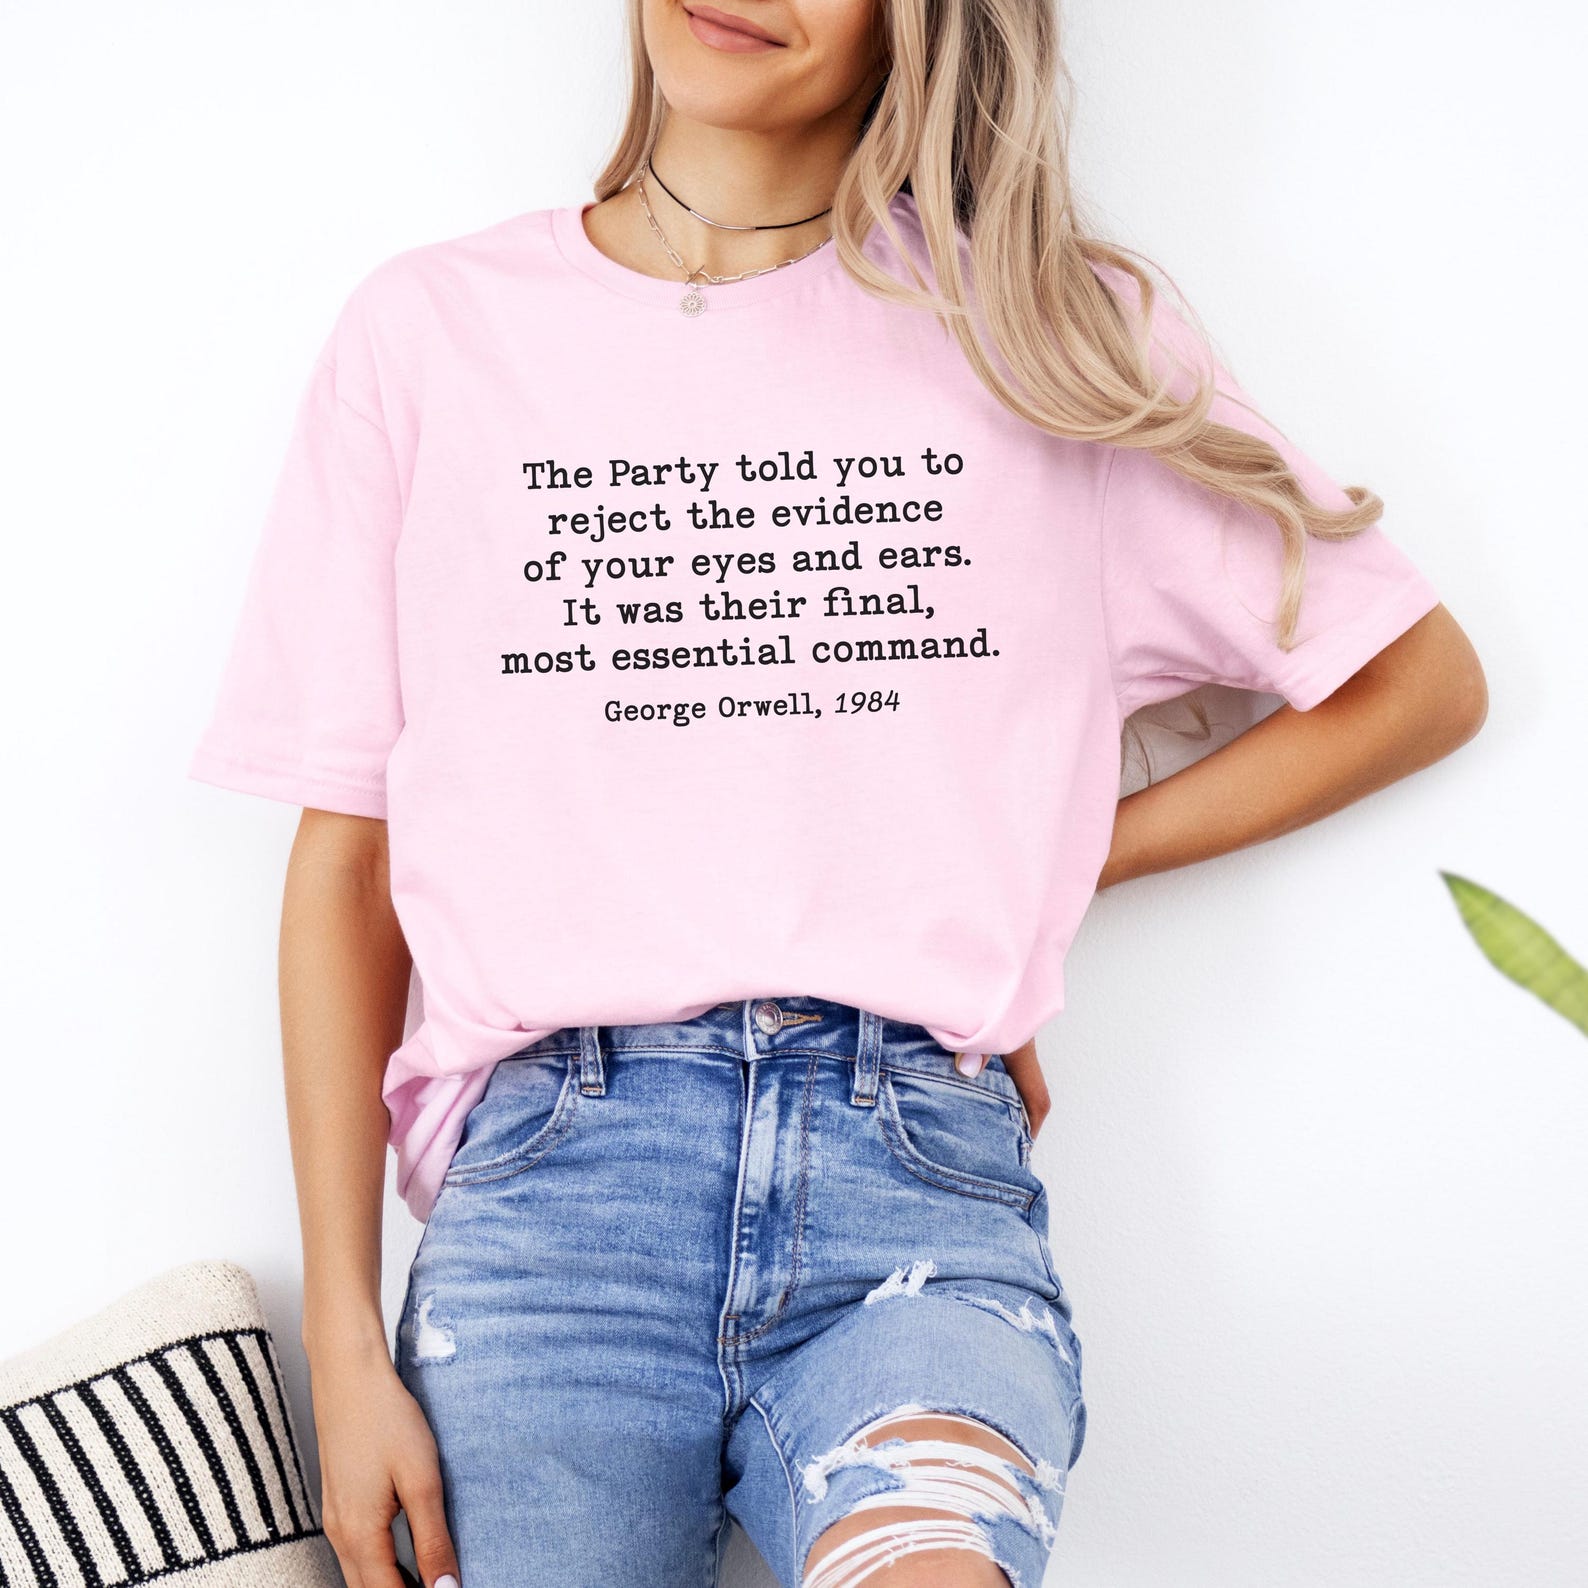 The Party told you to
reject the evidence
of your eyes and ears.
It was their final,
most essential command.
George Orwell, 1984